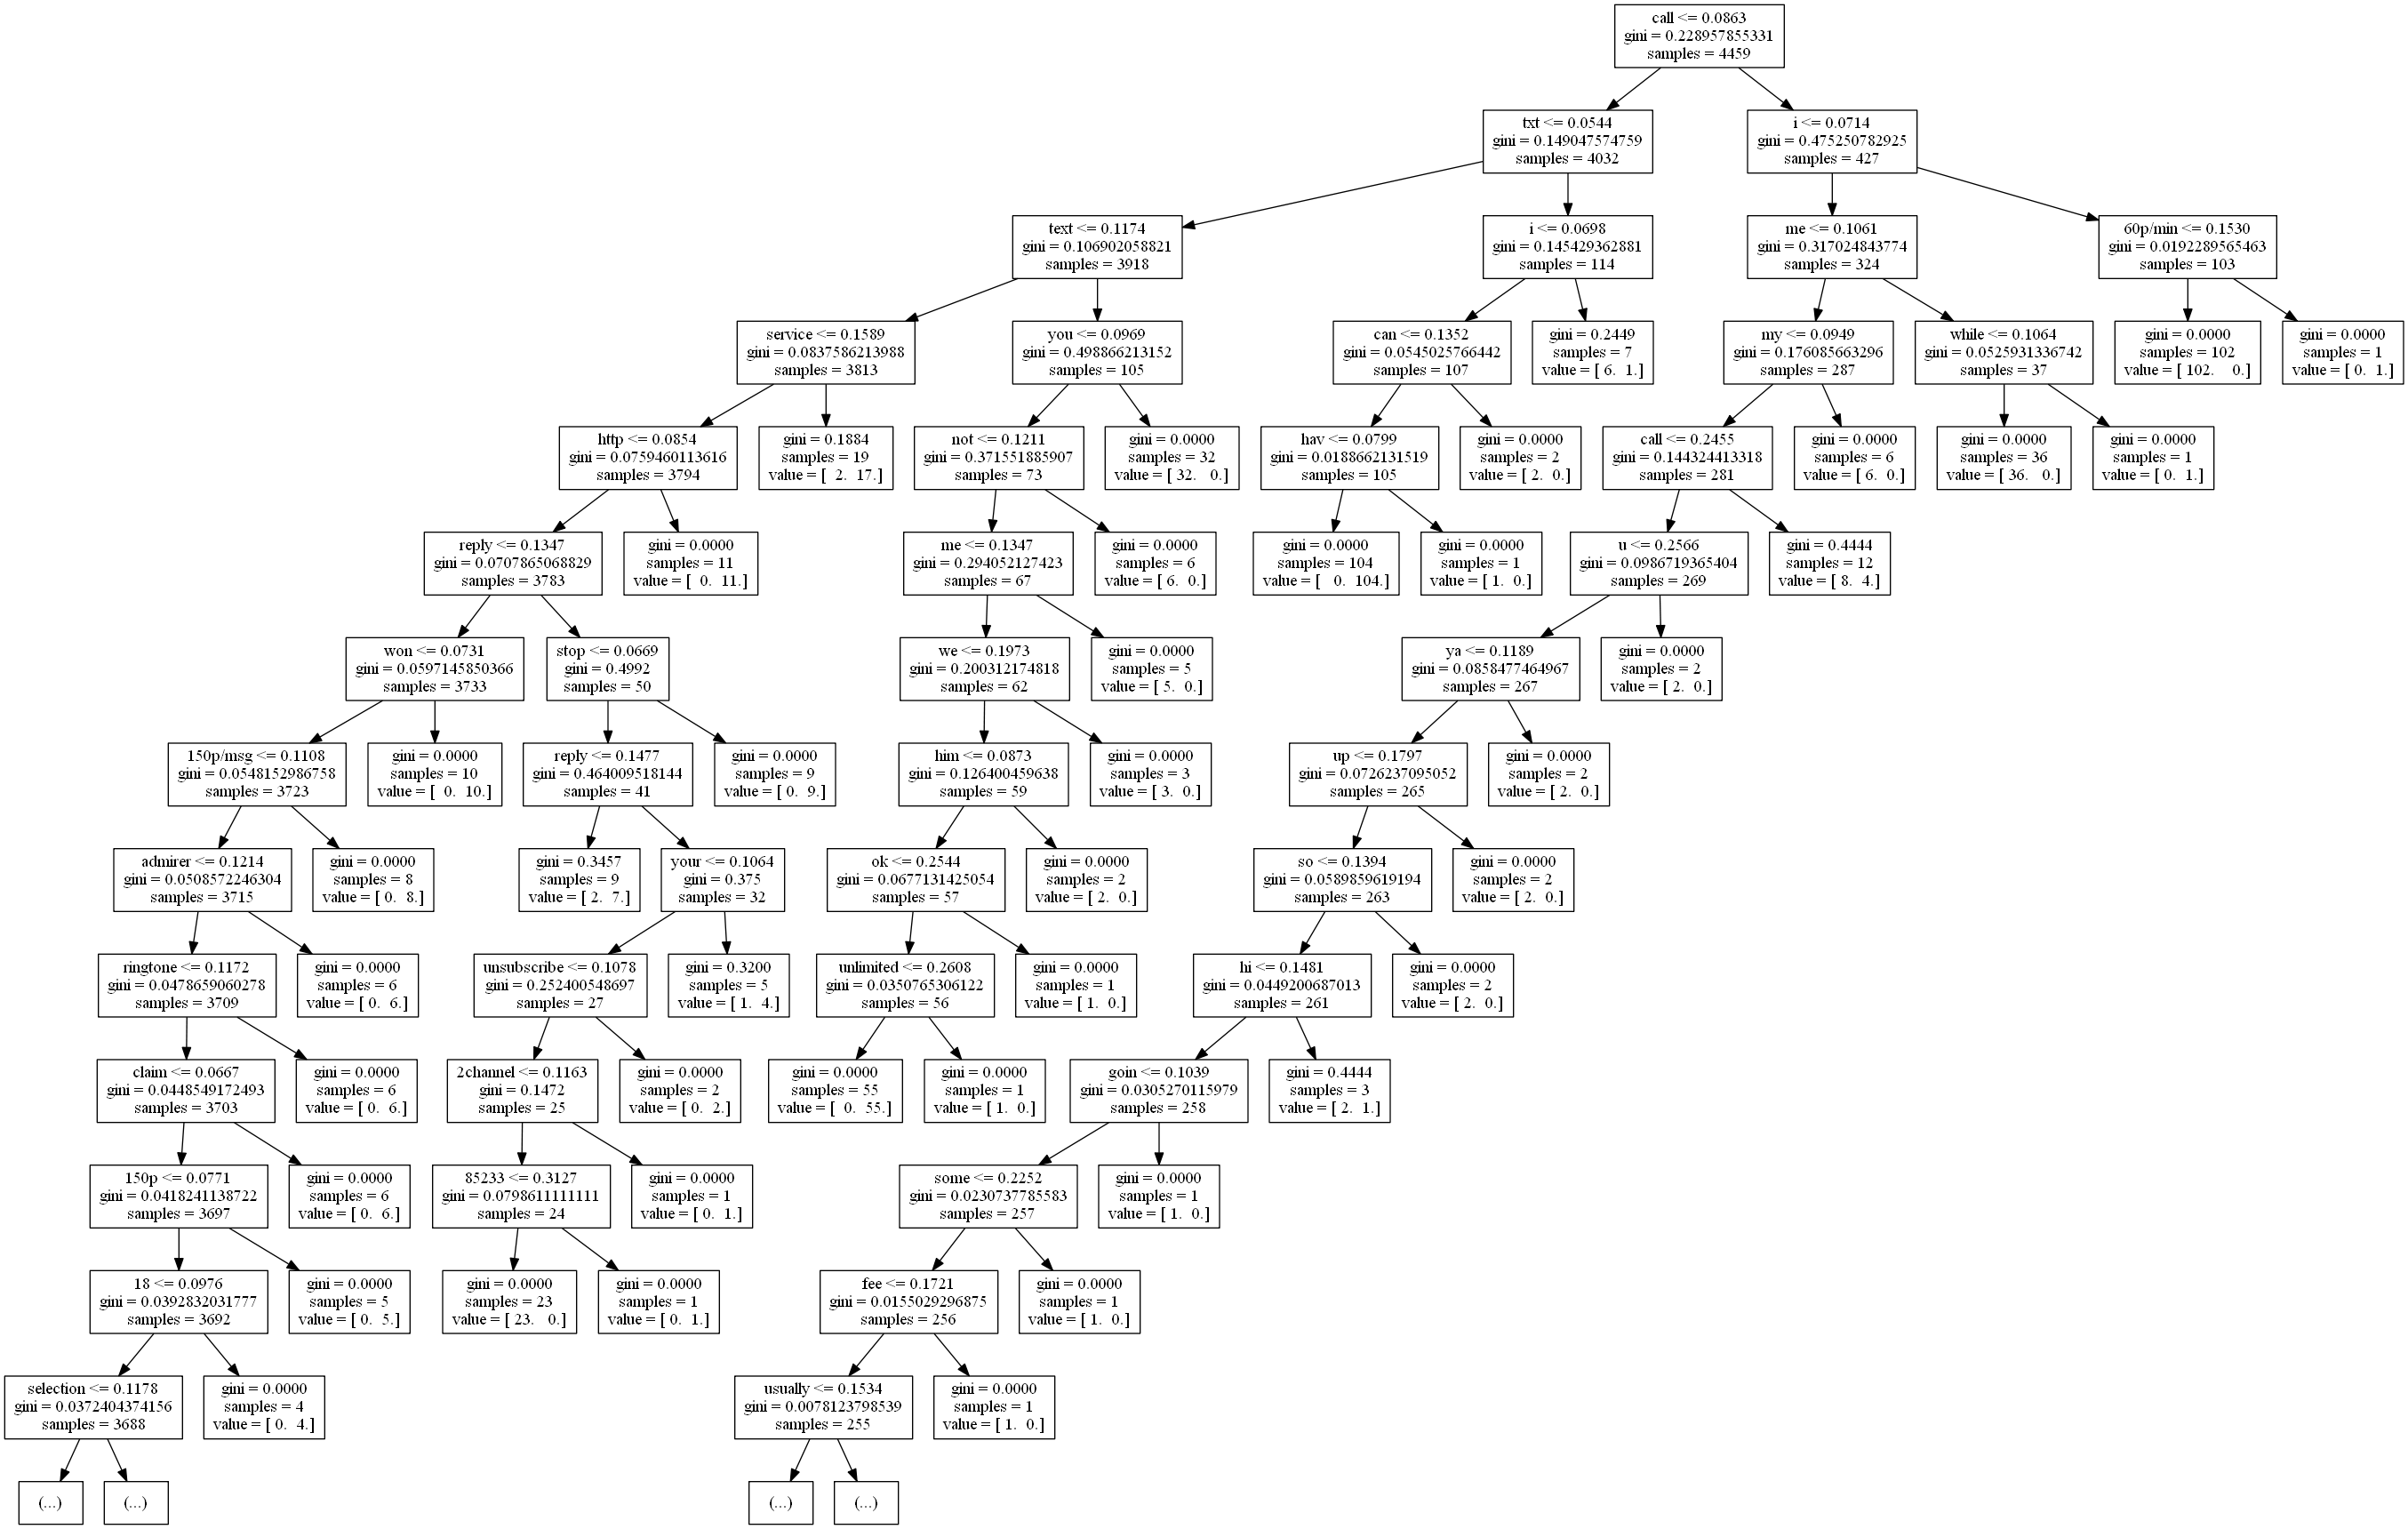 call <= 0.0863
gini = 0.228957855331
samples = 4459
txt <= 0.0544
gini = 0.149047574759
samples = 4032
i <= 0.0714
gini = 0.475250782925
samples = 427
text <= 0.1174
gini = 0.106902058821
samples = 3918
i <= 0.0698
gini = 0.145429362881
samples = 114
me <= 0.1061
gini = 0.317024843774
samples = 324
60p/min <= 0.1530
gini = 0.0192289565463
samples = 103
service <= 0.1589
gini = 0.0837586213988
samples = 3813
you <= 0.0969
gini = 0.498866213152
samples = 105
can <= 0.1352
gini = 0.0545025766442
samples = 107
gini = 0.2449
samples = 7
value = [ 6.  1.]
my <= 0.0949
gini = 0.176085663296
samples = 287
while <= 0.1064
gini = 0.0525931336742
samples = 37
gini = 0.0000
samples = 102
value = [ 102.    0.]
gini = 0.0000
samples = 1
value = [ 0.  1.]
http <= 0.0854
gini = 0.0759460113616
samples = 3794
gini = 0.1884
samples = 19
value = [  2.  17.]
not <= 0.1211
gini = 0.371551885907
samples = 73
gini = 0.0000
samples = 32
value = [ 32.   0.]
hav <= 0.0799
gini = 0.0188662131519
samples = 105
gini = 0.0000
samples = 2
value = [ 2.  0.]
call <= 0.2455
gini = 0.144324413318
samples = 281
gini = 0.0000
samples = 6
value = [ 6.  0.]
gini = 0.0000
samples = 36
value = [ 36.   0.]
gini = 0.0000
samples = 1
value = [ 0.  1.]
reply <= 0.1347
gini = 0.0707865068829
samples = 3783
gini = 0.0000
samples = 11
value = [  0.  11.]
me <= 0.1347
gini = 0.294052127423
samples = 67
gini = 0.0000
samples = 6
value = [ 6.  0.]
gini = 0.0000
samples = 104
value = [   0.  104.]
gini = 0.0000
samples = 1
value = [ 1.  0.]
u <= 0.2566
gini = 0.0986719365404
samples = 269
gini = 0.4444
samples = 12
value = [ 8.  4.]
won <= 0.0731
gini = 0.0597145850366
samples = 3733
stop <= 0.0669
gini = 0.4992
samples = 50
we <= 0.1973
gini = 0.200312174818
samples = 62
gini = 0.0000
samples = 5
value = [ 5.  0.]
ya <= 0.1189
gini = 0.0858477464967
samples = 267
gini = 0.0000
samples = 2
value = [ 2.  0.]
150p/msg <= 0.1108
gini = 0.0548152986758
samples = 3723
gini = 0.0000
samples = 10
value = [  0.  10.]
reply <= 0.1477
gini = 0.464009518144
samples = 41
gini = 0.0000
samples = 9
value = [ 0.  9.]
him <= 0.0873
gini = 0.126400459638
samples = 59
gini = 0.0000
samples = 3
value = [ 3.  0.]
up <= 0.1797
gini = 0.0726237095052
samples = 265
gini = 0.0000
samples = 2
value = [ 2.  0.]
admirer <= 0.1214
gini = 0.0508572246304
samples = 3715
gini = 0.0000
samples = 8
value = [ 0.  8.]
gini = 0.3457
samples = 9
value = [ 2.  7.]
your <= 0.1064
gini = 0.375
samples = 32
ok <= 0.2544
gini = 0.0677131425054
samples = 57
gini = 0.0000
samples = 2
value = [ 2.  0.]
so <= 0.1394
gini = 0.0589859619194
samples = 263
gini = 0.0000
samples = 2
value = [ 2.  0.]
ringtone <= 0.1172
gini = 0.0478659060278
samples = 3709
gini = 0.0000
samples = 6
value = [ 0.  6.]
unsubscribe <= 0.1078
gini = 0.252400548697
samples = 27
gini = 0.3200
samples = 5
value = [ 1.  4.]
unlimited <= 0.2608
gini = 0.0350765306122
samples = 56
gini = 0.0000
samples = 1
value = [ 1.  0.]
hi <= 0.1481
gini = 0.0449200687013
samples = 261
gini = 0.0000
samples = 2
value = [ 2.  0.]
claim <= 0.0667
gini = 0.0448549172493
samples = 3703
gini = 0.0000
samples = 6
value = [ 0.  6.]
2channel <= 0.1163
gini = 0.1472
samples = 25
gini = 0.0000
samples = 2
value = [ 0.  2.]
gini = 0.0000
samples = 55
value = [  0.  55.]
gini = 0.0000
samples = 1
value = [ 1.  0.]
goin <= 0.1039
gini = 0.0305270115979
samples = 258
gini = 0.4444
samples = 3
value = [ 2.  1.]
150p <= 0.0771
gini = 0.0418241138722
samples = 3697
gini = 0.0000
samples = 6
value = [ 0.  6.]
85233 <= 0.3127
gini = 0.0798611111111
samples = 24
gini = 0.0000
samples = 1
value = [ 0.  1.]
some <= 0.2252
gini = 0.0230737785583
samples = 257
gini = 0.0000
samples = 1
value = [ 1.  0.]
18 <= 0.0976
gini = 0.0392832031777
samples = 3692
gini = 0.0000
samples = 5
value = [ 0.  5.]
gini = 0.0000
samples = 23
value = [ 23.   0.]
gini = 0.0000
samples = 1
value = [ 0.  1.]
fee <= 0.1721
gini = 0.0155029296875
samples = 256
gini = 0.0000
samples = 1
value = [ 1.  0.]
selection <= 0.1178
gini = 0.0372404374156
samples = 3688
gini = 0.0000
samples = 4
value = [ 0.  4.]
usually <= 0.1534
gini = 0.0078123798539
samples = 255
gini = 0.0000
samples = 1
value = [ 1.  0.]
(...)
(...)
(...)
(...)